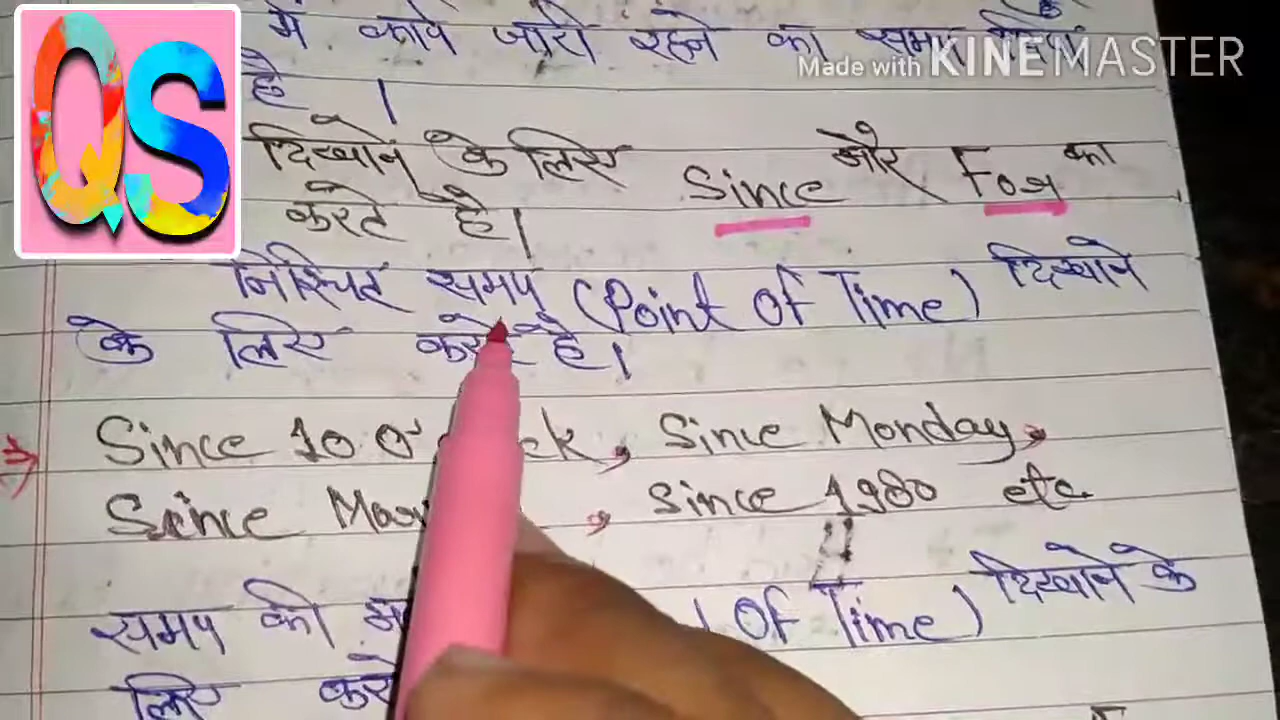 QS
Made with KINEMASTER
में कार्य जारी रहने का समय
है ।
दिखाने के लिए Since और For का
करते है।
निश्चित समय (Point Of Time) दिखाने
के लिए करते है।
Since 10 O' ck, Since Monday,
Since , Since 1980 etc
समय की Of Time) दिखाने के
लिए